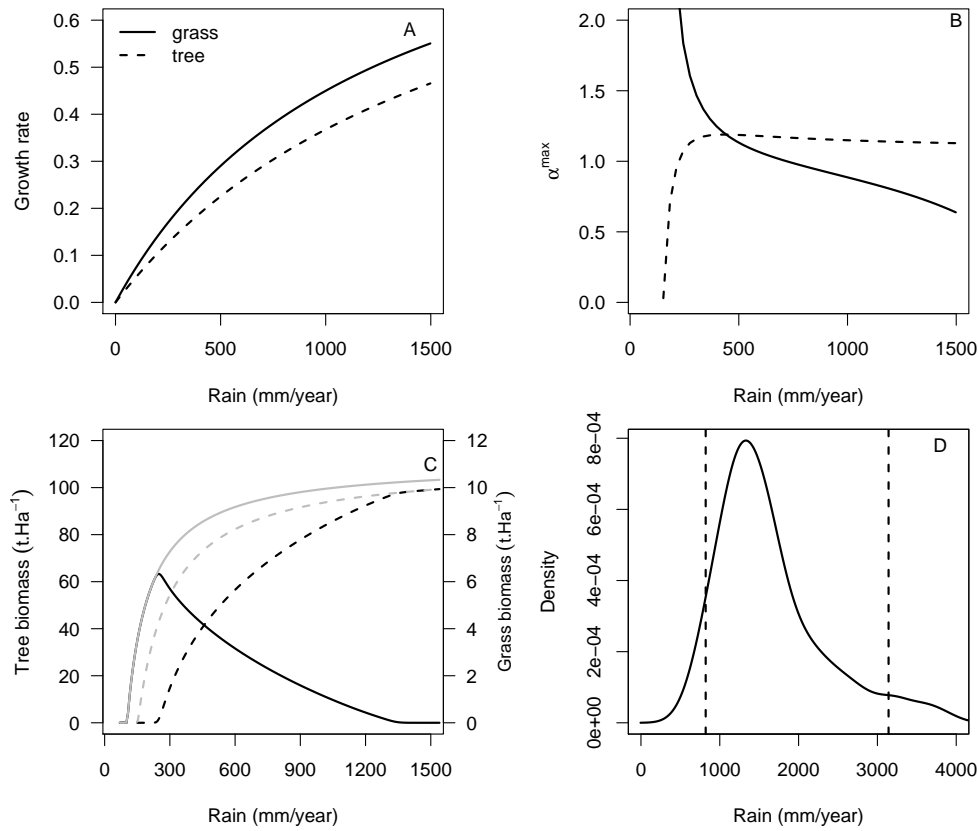 A
grass
tree
Growth rate
0.6
0.5
0.4
0.3
0.2
0.1
0.0
0 500 1000 1500
Rain (mm/year)
B
α^max
2.0
1.5
1.0
0.5
0.0
0 500 1000 1500
Rain (mm/year)
C
Tree biomass (t.Ha⁻¹)
120
100
80
60
40
20
0
Grass biomass (t.Ha⁻¹)
12
10
8
6
4
2
0
0 300 600 900 1200 1500
Rain (mm/year)
D
Density
8e−04
6e−04
4e−04
2e−04
0e+00
0 1000 2000 3000 4000
Rain (mm/year)